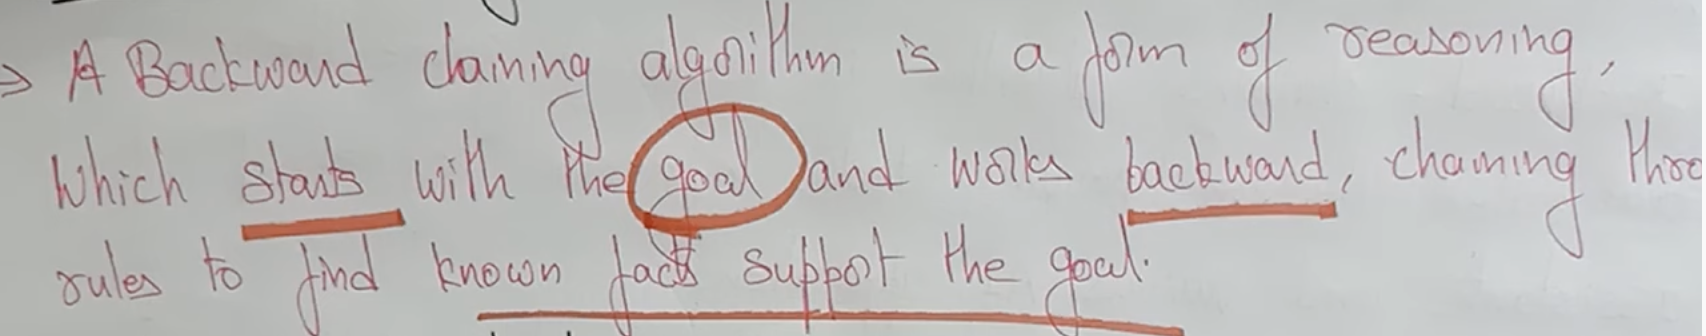 ⇒ A Backward chaining algorithm is a form of reasoning,
Which starts with the goal and works backward, chaining throu
rules to find known facts support the goal.